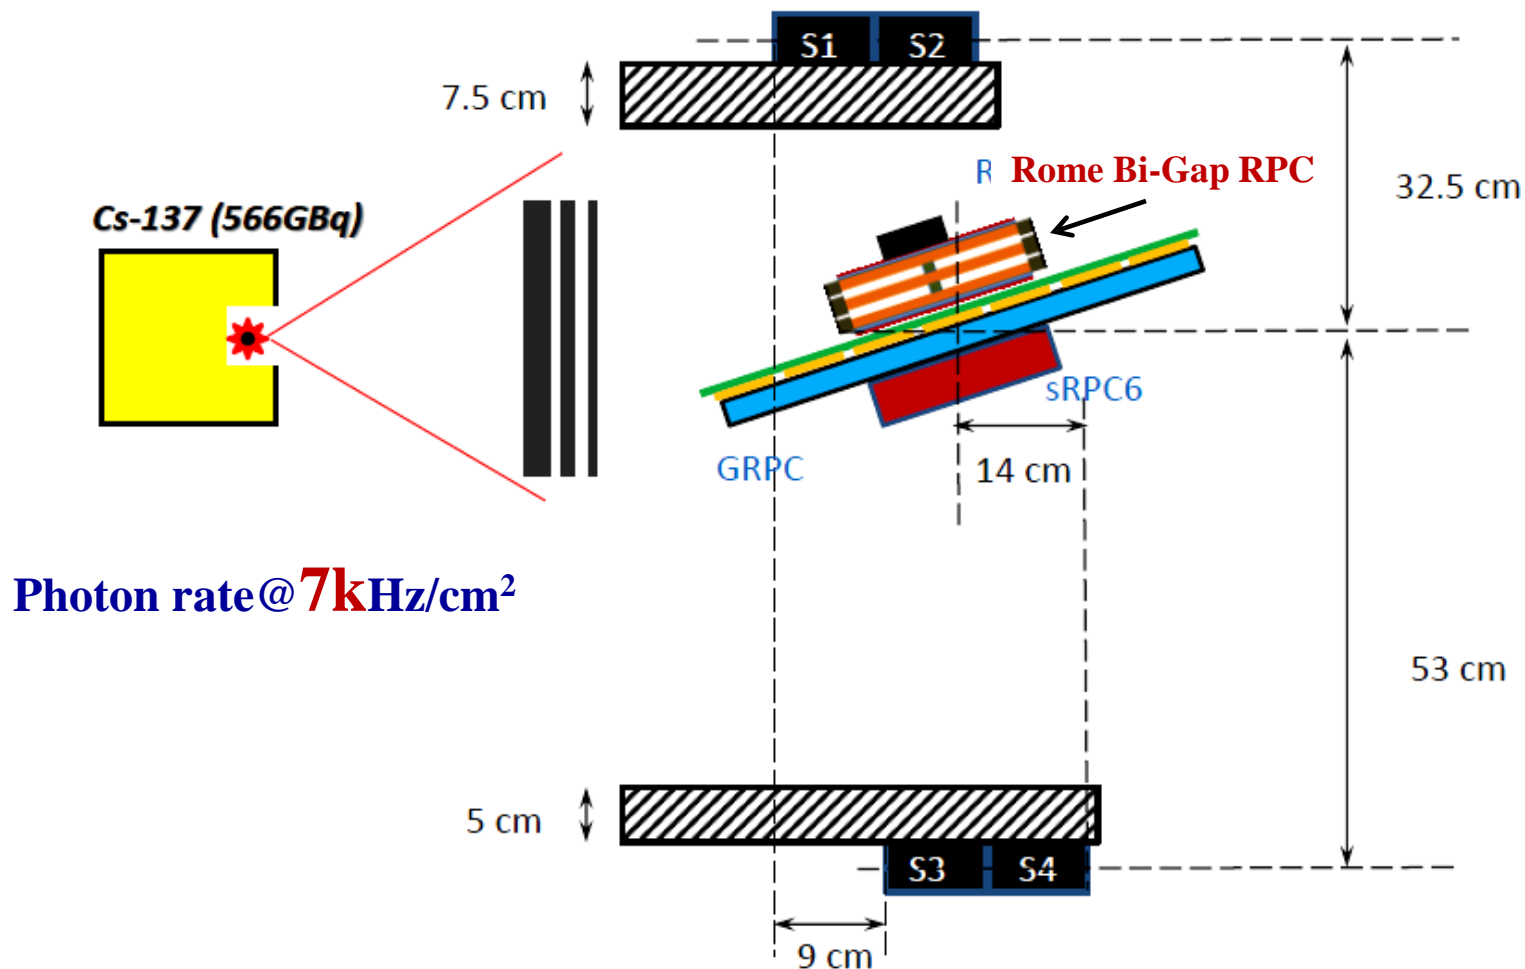 S1 S2
7.5 cm
R Rome Bi-Gap RPC
32.5 cm
Cs-137 (566GBq)
sRPC6
GRPC
14 cm
Photon rate@7kHz/cm²
53 cm
5 cm
S3 S4
9 cm